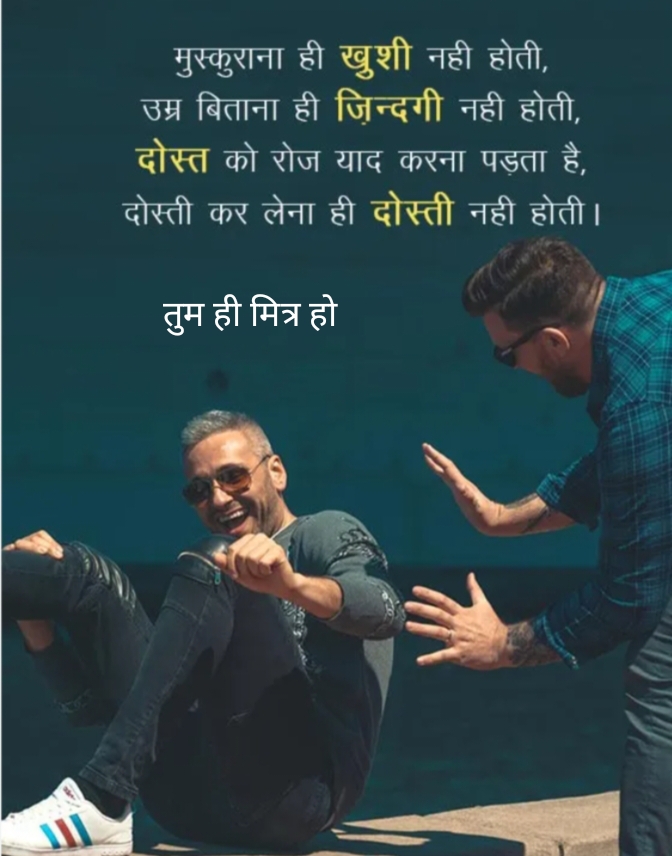 मुस्कुराना ही खुशी नही होती,
उम्र बिताना ही ज़िन्दगी नही होती,
दोस्त को रोज याद करना पड़ता है,
दोस्ती कर लेना ही दोस्ती नही होती।
तुम ही मित्र हो